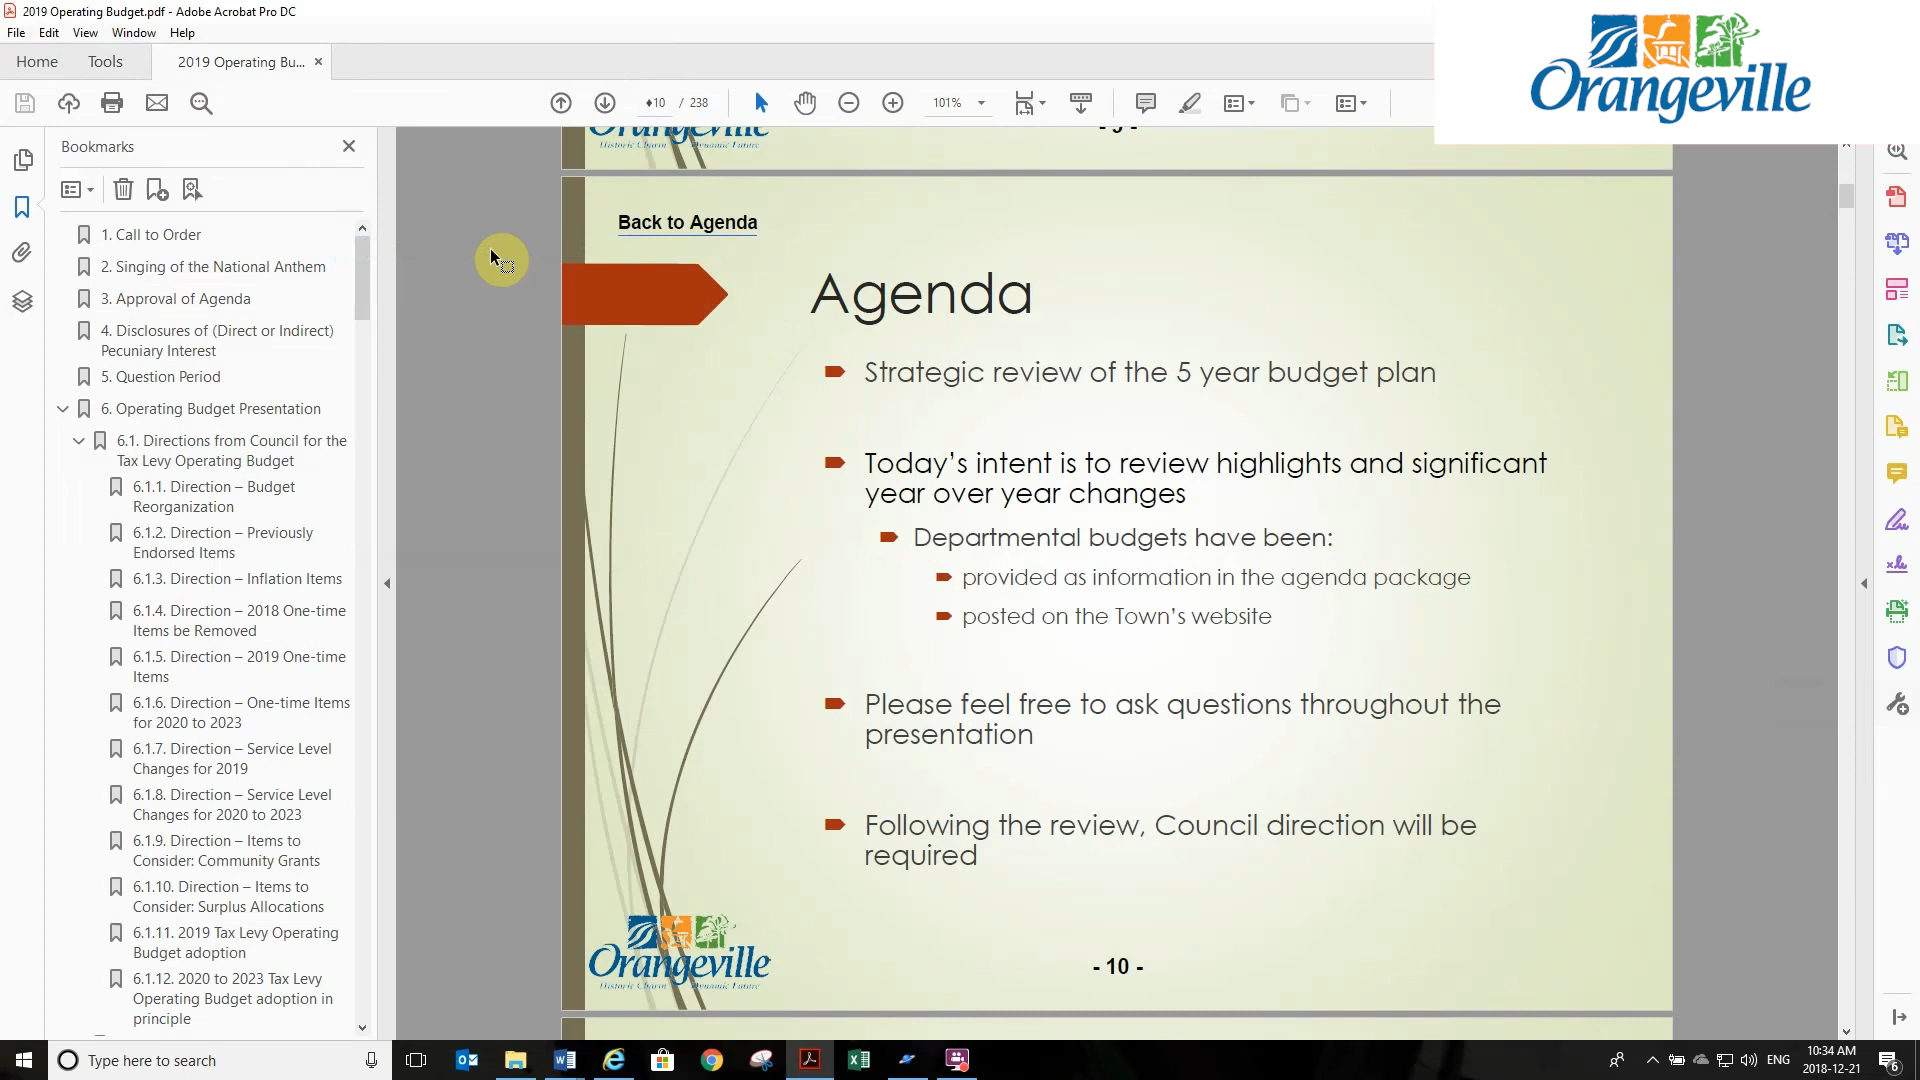 2019 Operating Budget.pdf - Adobe Acrobat Pro DC
File Edit View Window Help
Home Tools 2019 Operating Bu... ×
10 / 238 101%
Orangeville
Bookmarks
1. Call to Order
2. Singing of the National Anthem
3. Approval of Agenda
4. Disclosures of (Direct or Indirect)
Pecuniary Interest
5. Question Period
6. Operating Budget Presentation
6.1. Directions from Council for the
Tax Levy Operating Budget
6.1.1. Direction – Budget
Reorganization
6.1.2. Direction – Previously
Endorsed Items
6.1.3. Direction – Inflation Items
6.1.4. Direction – 2018 One-time
Items be Removed
6.1.5. Direction – 2019 One-time
Items
6.1.6. Direction – One-time Items
for 2020 to 2023
6.1.7. Direction – Service Level
Changes for 2019
6.1.8. Direction – Service Level
Changes for 2020 to 2023
6.1.9. Direction – Items to
Consider: Community Grants
6.1.10. Direction – Items to
Consider: Surplus Allocations
6.1.11. 2019 Tax Levy Operating
Budget adoption
6.1.12. 2020 to 2023 Tax Levy
Operating Budget adoption in
principle
Orangeville
Historic Charm Dynamic Future
- 9 -
Back to Agenda
Agenda
Strategic review of the 5 year budget plan
Today's intent is to review highlights and significant
year over year changes
Departmental budgets have been:
provided as information in the agenda package
posted on the Town's website
Please feel free to ask questions throughout the
presentation
Following the review, Council direction will be
required
Orangeville
Historic Charm Dynamic Future
- 10 -
Type here to search
ENG
10:34 AM
2018-12-21
6